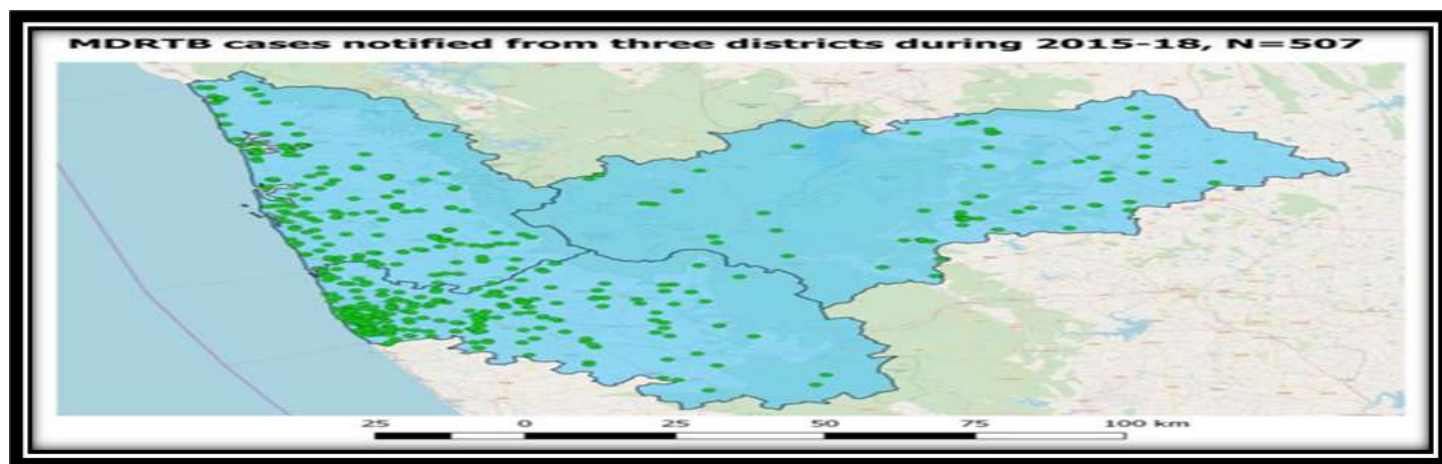 MDRTB cases notified from three districts during 2015-18, N=507
25 0 25 50 75 100 km